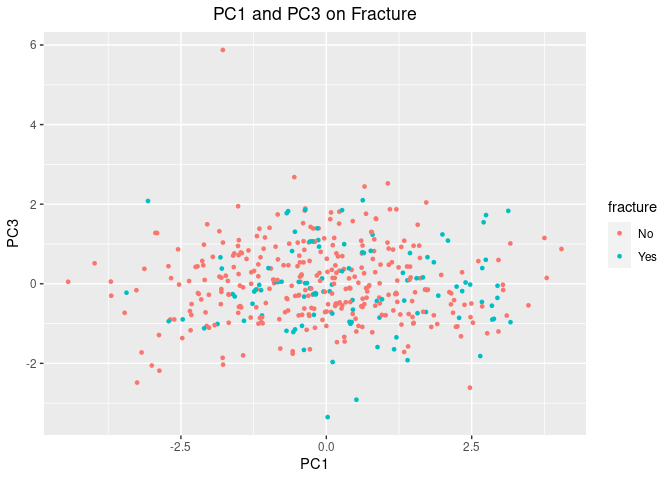 PC1 and PC3 on Fracture
6
4
2
0
-2
PC3
-2.5
0.0
2.5
PC1
fracture
No
Yes